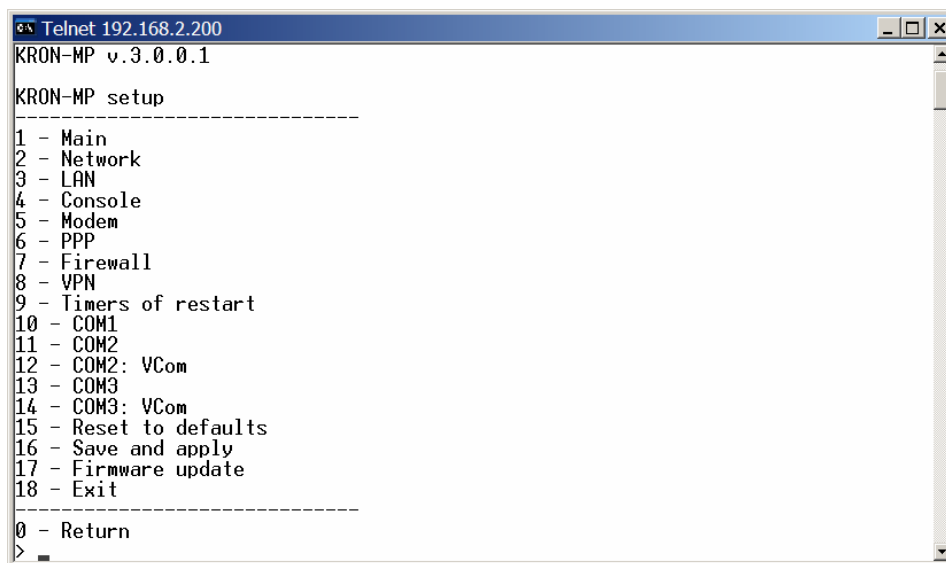 Telnet 192.168.2.200
KRON-MP v.3.0.0.1
KRON-MP setup
------------------------------
1 - Main
2 - Network
3 - LAN
4 - Console
5 - Modem
6 - PPP
7 - Firewall
8 - VPN
9 - Timers of restart
10 - COM1
11 - COM2
12 - COM2: VCom
13 - COM3
14 - COM3: VCom
15 - Reset to defaults
16 - Save and apply
17 - Firmware update
18 - Exit
------------------------------
0 - Return
> _